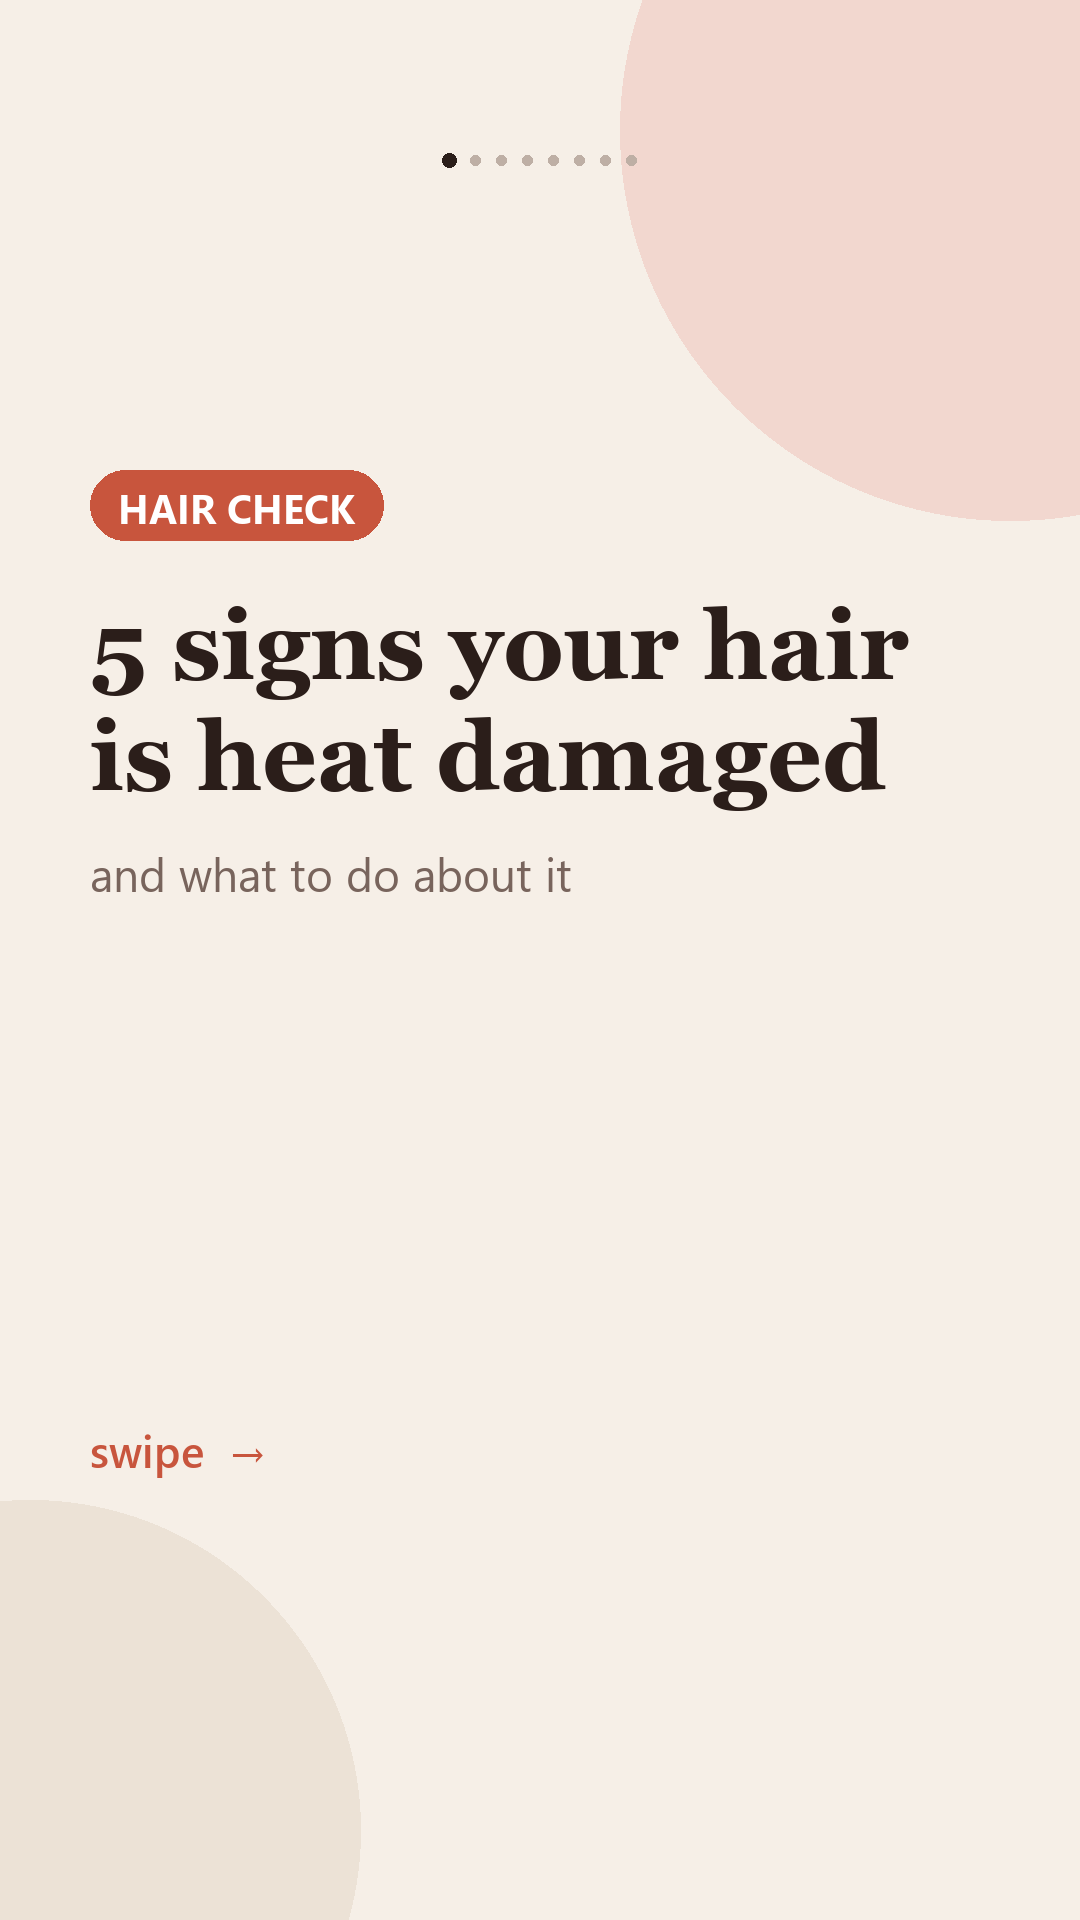 HAIR CHECK
5 signs your hair
is heat damaged
and what to do about it
swipe →